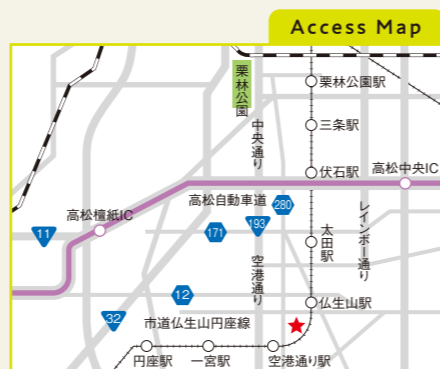 Access Map
栗林公園
栗林公園駅
中央通り
三条駅
伏石駅
高松中央IC
高松自動車道
高松檀紙IC
280
11
171
193
太田駅
レインボー通り
空港通り
12
仏生山駅
32
市道仏生山円座線
円座駅
一宮駅
空港通り駅